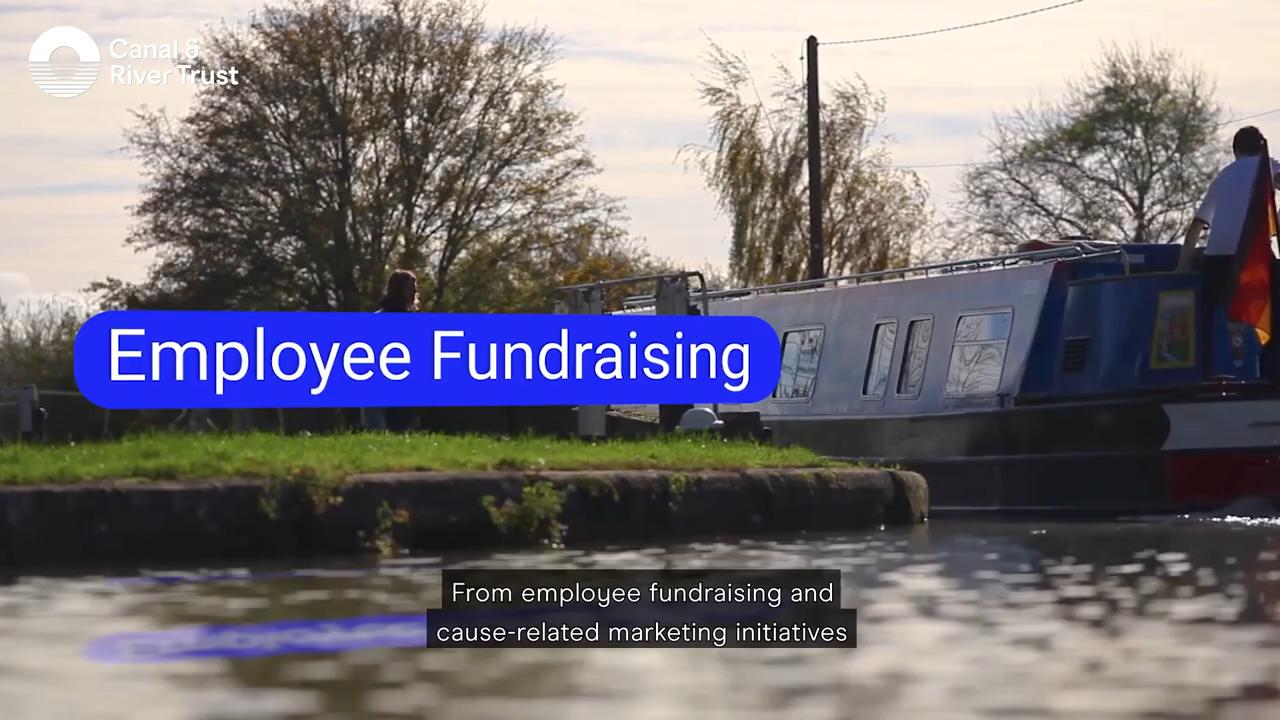 Canal &
River Trust
Employee Fundraising
From employee fundraising and
cause-related marketing initiatives